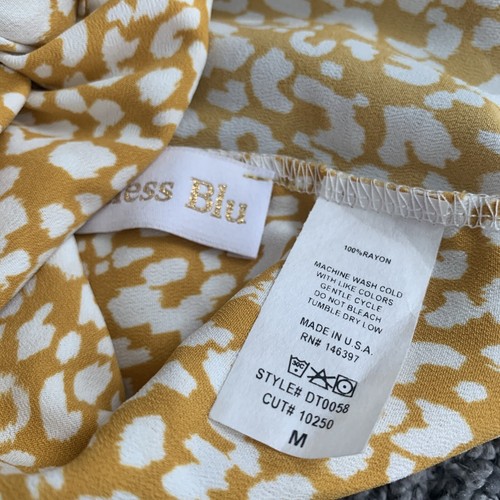 ess Blu
100%RAYON
MACHINE WASH COLD
WITH LIKE COLORS
GENTLE CYCLE
DO NOT BLEACH
TUMBLE DRY LOW
MADE IN U.S.A.
RN# 146397
STYLE# DT0058
CUT# 10250
M